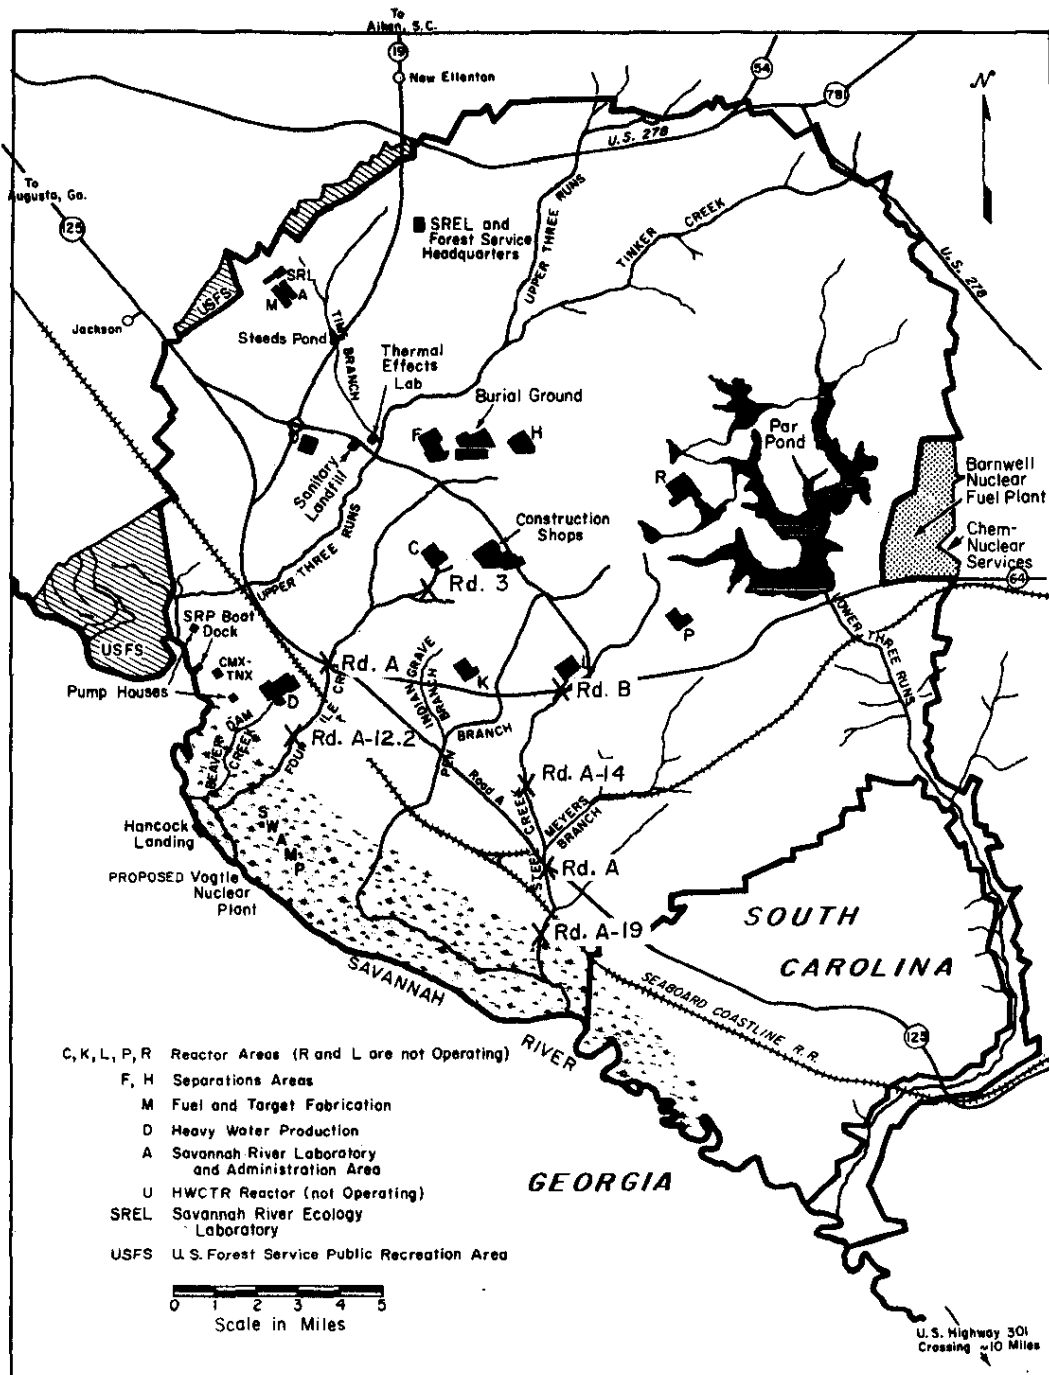 To
Aiken, S.C.
19
New Ellenton
54
781
N
U.S. 278
To
Augusta, Ga.
125
UPPER THREE RUNS
TINKER CREEK
SREL and
Forest Service
Headquarters
U.S. 278
SRL
M A
USFS
Jackson
Steeds Pond
TIMS BRANCH
Thermal
Effects
Lab
Burial Ground
F
H
Par
Pond
Sanitary
Landfill
R
Barnwell
Nuclear
Fuel Plant
Construction
Shops
Chem-
Nuclear
Services
C
UPPER THREE RUNS
Rd. 3
64
SRP Boat
Dock
USFS
LOWER THREE RUNS
P
CMX-
TNX
Rd. A
INDIAN GRAVE
BRANCH
K
L
Pump Houses
D
Rd. B
BEAVER DAM
CREEK
FOUR ILE CR
Rd. A-12.2
PEN
BRANCH
Road A
Rd. A-14
STEEL CREEK
MEYERS
BRANCH
Hancock
Landing
SWAMP
Rd. A
PROPOSED Vogtle
Nuclear
Plant
SOUTH
CAROLINA
Rd. A-19
SAVANNAH
RIVER
SEABOARD COASTLINE R.R.
125
C, K, L, P, R Reactor Areas (R and L are not Operating)
F, H Separations Areas
M Fuel and Target Fabrication
D Heavy Water Production
A Savannah River Laboratory
and Administration Area
U HWCTR Reactor (not Operating)
SREL Savannah River Ecology
Laboratory
USFS U.S. Forest Service Public Recreation Area
GEORGIA
0 1 2 3 4 5
Scale in Miles
U.S. Highway 301
Crossing ~10 Miles